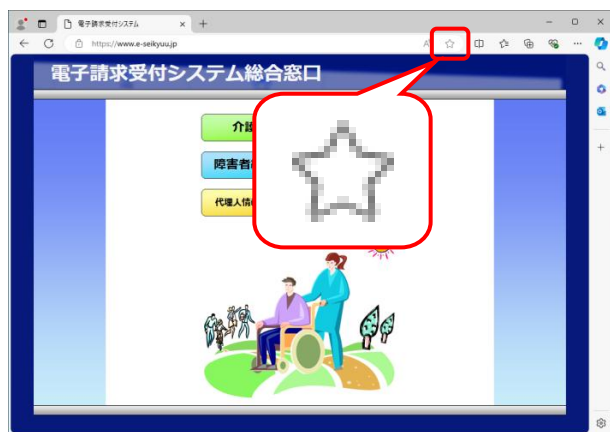 電子請求受付システム
https://www.e-seikyuu.jp
電子請求受付システム総合窓口
介護
障害者
代理人情